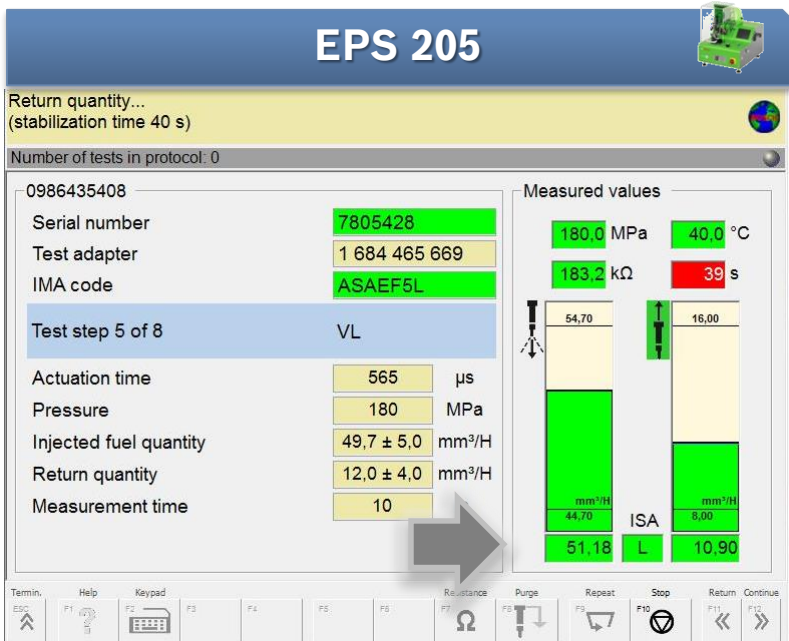 EPS 205
Return quantity...
(stabilization time 40 s)
Number of tests in protocol: 0
0986435408
Serial number 7805428
Test adapter 1 684 465 669
IMA code ASAEF5L
Test step 5 of 8 VL
Actuation time 565 µs
Pressure 180 MPa
Injected fuel quantity 49,7 ± 5,0 mm³/H
Return quantity 12,0 ± 4,0 mm³/H
Measurement time 10
Measured values
180,0 MPa 40,0 °C
183,2 kΩ 39 s
54,70 16,00
mm³/H mm³/H
44,70 ISA 8,00
51,18 L 10,90
Termin. Help Keypad Purge Repeat Stop Return Continue
ESC F1 F2 F3 F4 F5 F6 F7 Ω F8 F9 F10 F11 F12